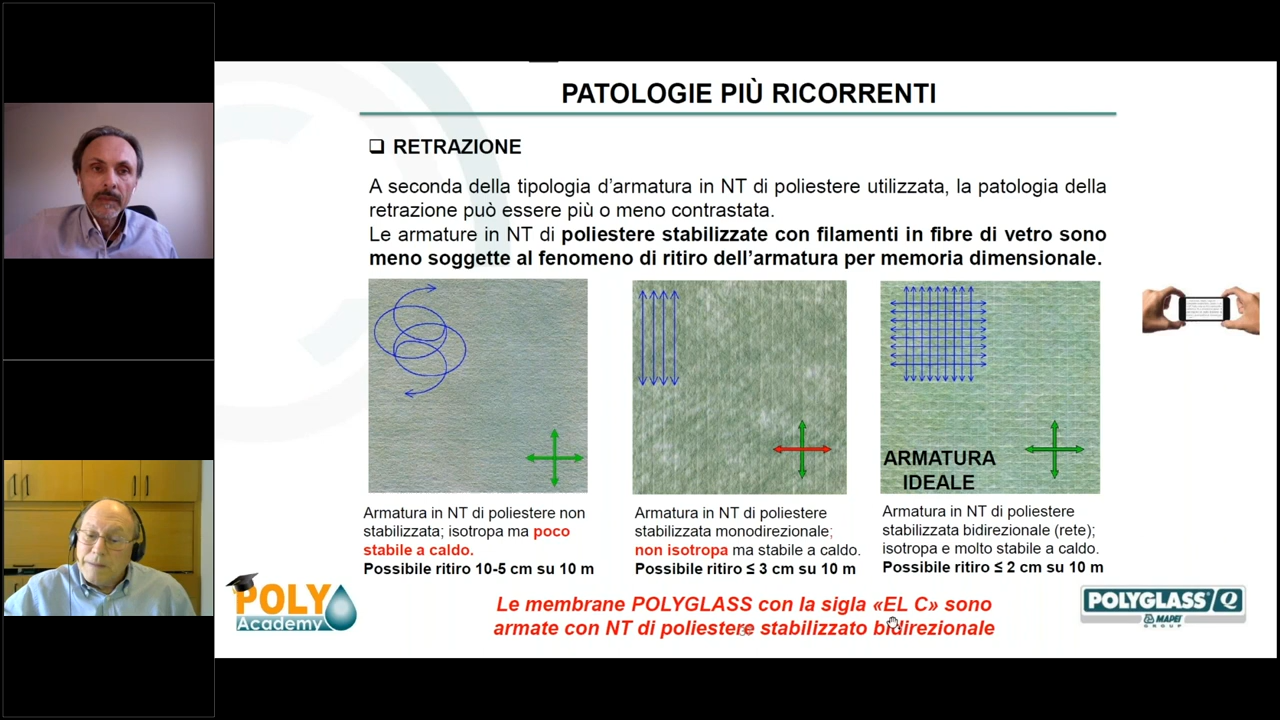 PATOLOGIE PIÙ RICORRENTI
❑ RETRAZIONE
A seconda della tipologia d’armatura in NT di poliestere utilizzata, la patologia della
retrazione può essere più o meno contrastata.
Le armature in NT di poliestere stabilizzate con filamenti in fibre di vetro sono
meno soggette al fenomeno di ritiro dell’armatura per memoria dimensionale.
ARMATURA
IDEALE
Armatura in NT di poliestere non
stabilizzata; isotropa ma poco
stabile a caldo.
Possibile ritiro 10-5 cm su 10 m
Armatura in NT di poliestere
stabilizzata monodirezionale;
non isotropa ma stabile a caldo.
Possibile ritiro ≤ 3 cm su 10 m
Armatura in NT di poliestere
stabilizzata bidirezionale (rete);
isotropa e molto stabile a caldo.
Possibile ritiro ≤ 2 cm su 10 m
Le membrane POLYGLASS con la sigla «EL C» sono
armate con NT di poliestere stabilizzato bidirezionale
POLY
Academy
POLYGLASS® Q
MAPEI
GROUP